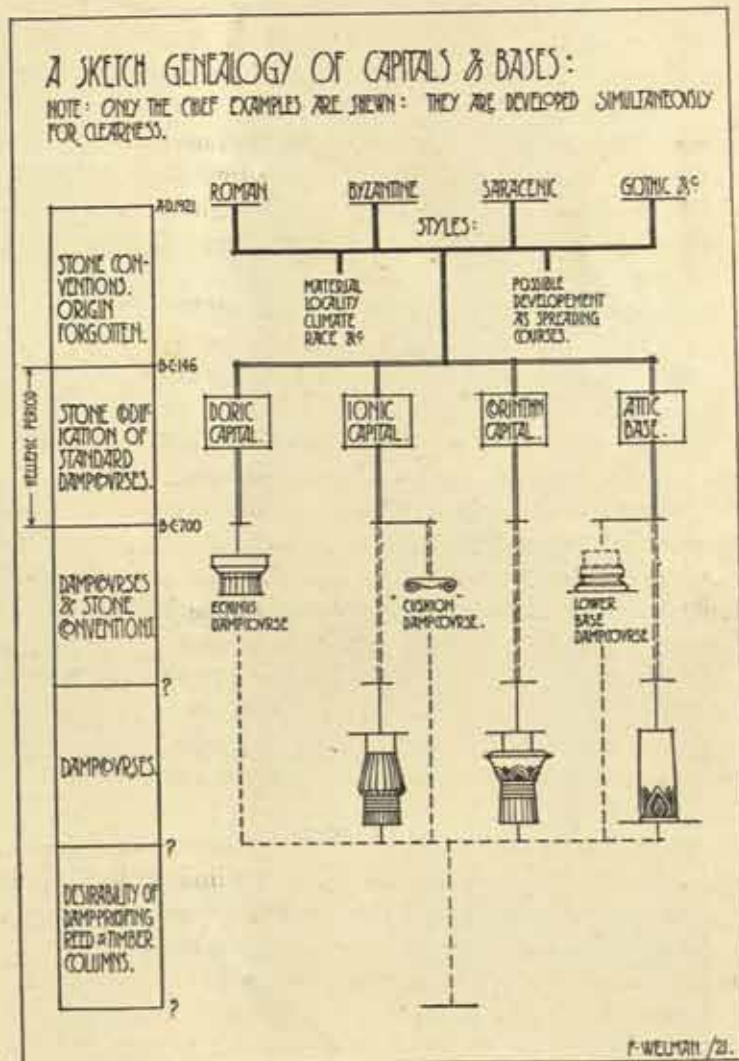 A SKETCH GENEALOGY OF CAPITALS & BASES:
NOTE: ONLY THE CHIEF EXAMPLES ARE SHEWN: THEY ARE DEVELOPED SIMULTANEOUSLY
FOR CLEARNESS.
A.D. 1921
ROMAN
BYZANTINE
SARACENIC
GOTHIC &c
STYLES:
STONE CON-
VENTIONS.
ORIGIN
FORGOTTEN.
MATERIAL
LOCALITY
CLIMATE
RACE &c
POSSIBLE
DEVELOPEMENT
AS SPREADING
COURSES.
B.C. 146
HELLENIC PERIOD
STONE CODIF-
ICATION OF
STANDARD
DAMPCOURSES.
DORIC
CAPITAL.
IONIC
CAPITAL.
CORINTHN
CAPITAL.
ATTIC
BASE.
B.C. 700
DAMPCOURSES
& STONE
CONVENTIONS.
ECHINUS
DAMPCOURSE
"CUSHION"
DAMPCOURSE.
LOWER
BASE
DAMPCOURSE
?
DAMPCOURSES.
?
DESIRABILITY OF
DAMP-PROOFING
REED & TIMBER
COLUMNS.
?
F. WELMAN /21.